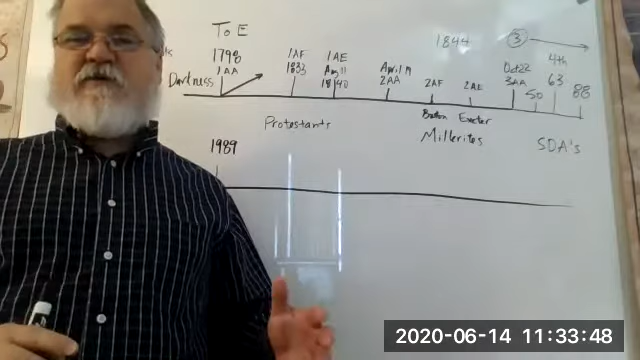 To E
1844
3
1798
1AF
1AE
April 19
4th
Darkness
1AA
1833
Aug 11
1840
2AA
2AF
2AE
Oct 22
3AA
50
63
88
Boston
Exeter
Protestants
Millerites
SDA's
1989
2020-06-14 11:33:48